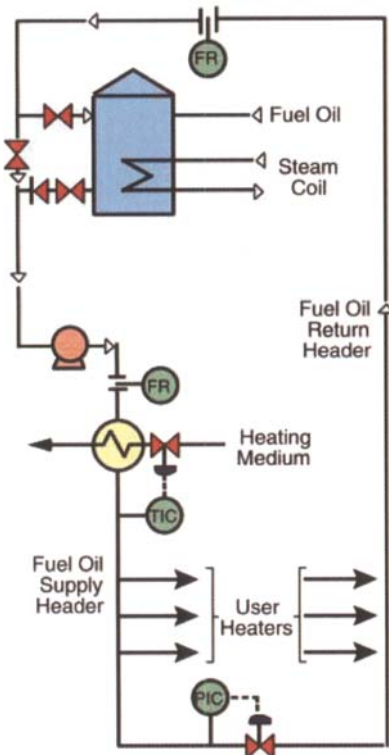 FR
Fuel Oil
Steam
Coil
Fuel Oil
Return
Header
FR
Heating
Medium
TIC
Fuel Oil
Supply
Header
User
Heaters
PIC